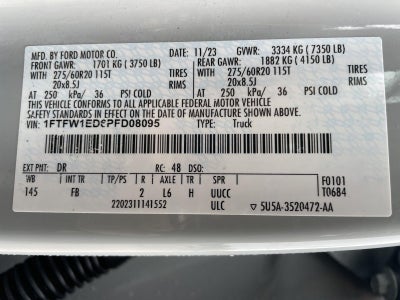 MFD. BY FORD MOTOR CO. 11/23 GVWR: 3334 KG ( 7350 LB)
FRONT GAWR: 1701 KG ( 3750 LB) REAR GAWR: 1882 KG ( 4150 LB)
WITH 275/60R20 115T TIRES WITH 275/60R20 115T TIRES
20x8.5J RIMS 20x8.5J RIMS
AT 250 kPa/ 36 PSI COLD AT 250 kPa/ 36 PSI COLD
THIS VEHICLE CONFORMS TO ALL APPLICABLE FEDERAL MOTOR VEHICLE
SAFETY STANDARDS IN EFFECT ON THE DATE OF MANUFACTURE SHOWN ABOVE.
VIN: 1FTFW1ED6PFD08095 TYPE: Truck
EXT PNT: DR RC: 48 DSO: F0101
WB INT TR TP/PS R AXLE TR SPR T0684
145 FB 2 L6 H UUCC
2202311141552 ULC 5U5A-3520472-AA